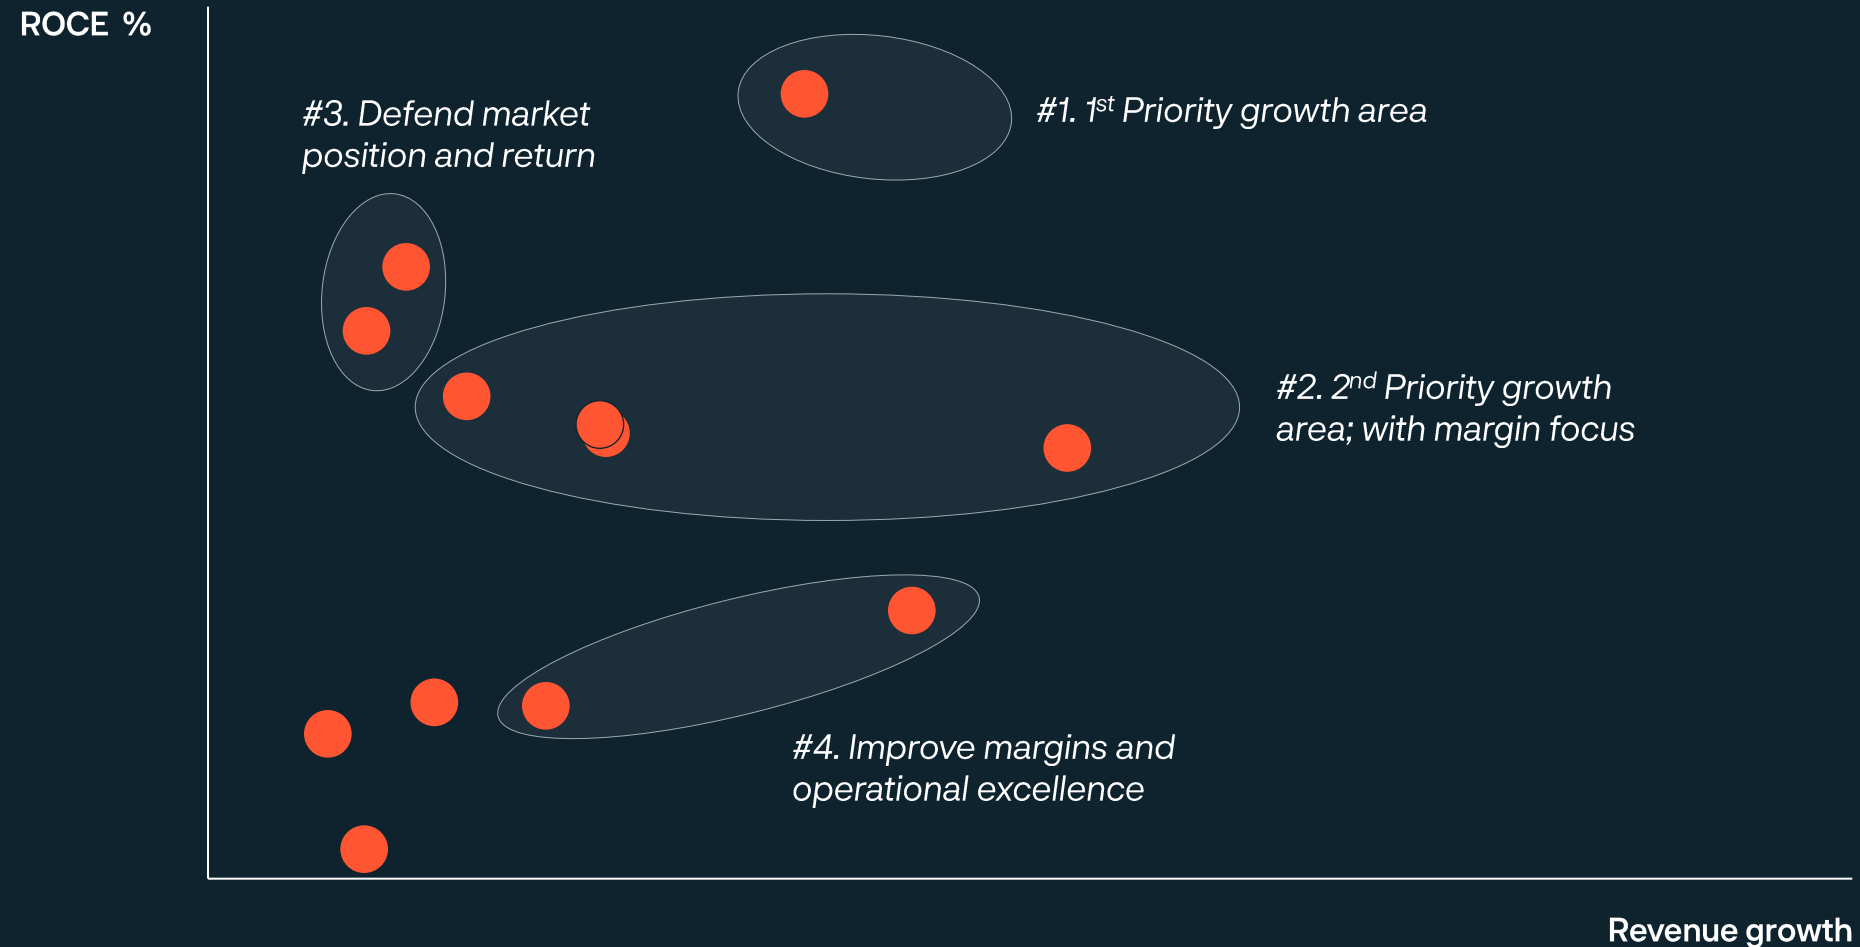 ROCE %
#3. Defend market
position and return
#1. 1st Priority growth area
#2. 2nd Priority growth
area; with margin focus
#4. Improve margins and
operational excellence
Revenue growth